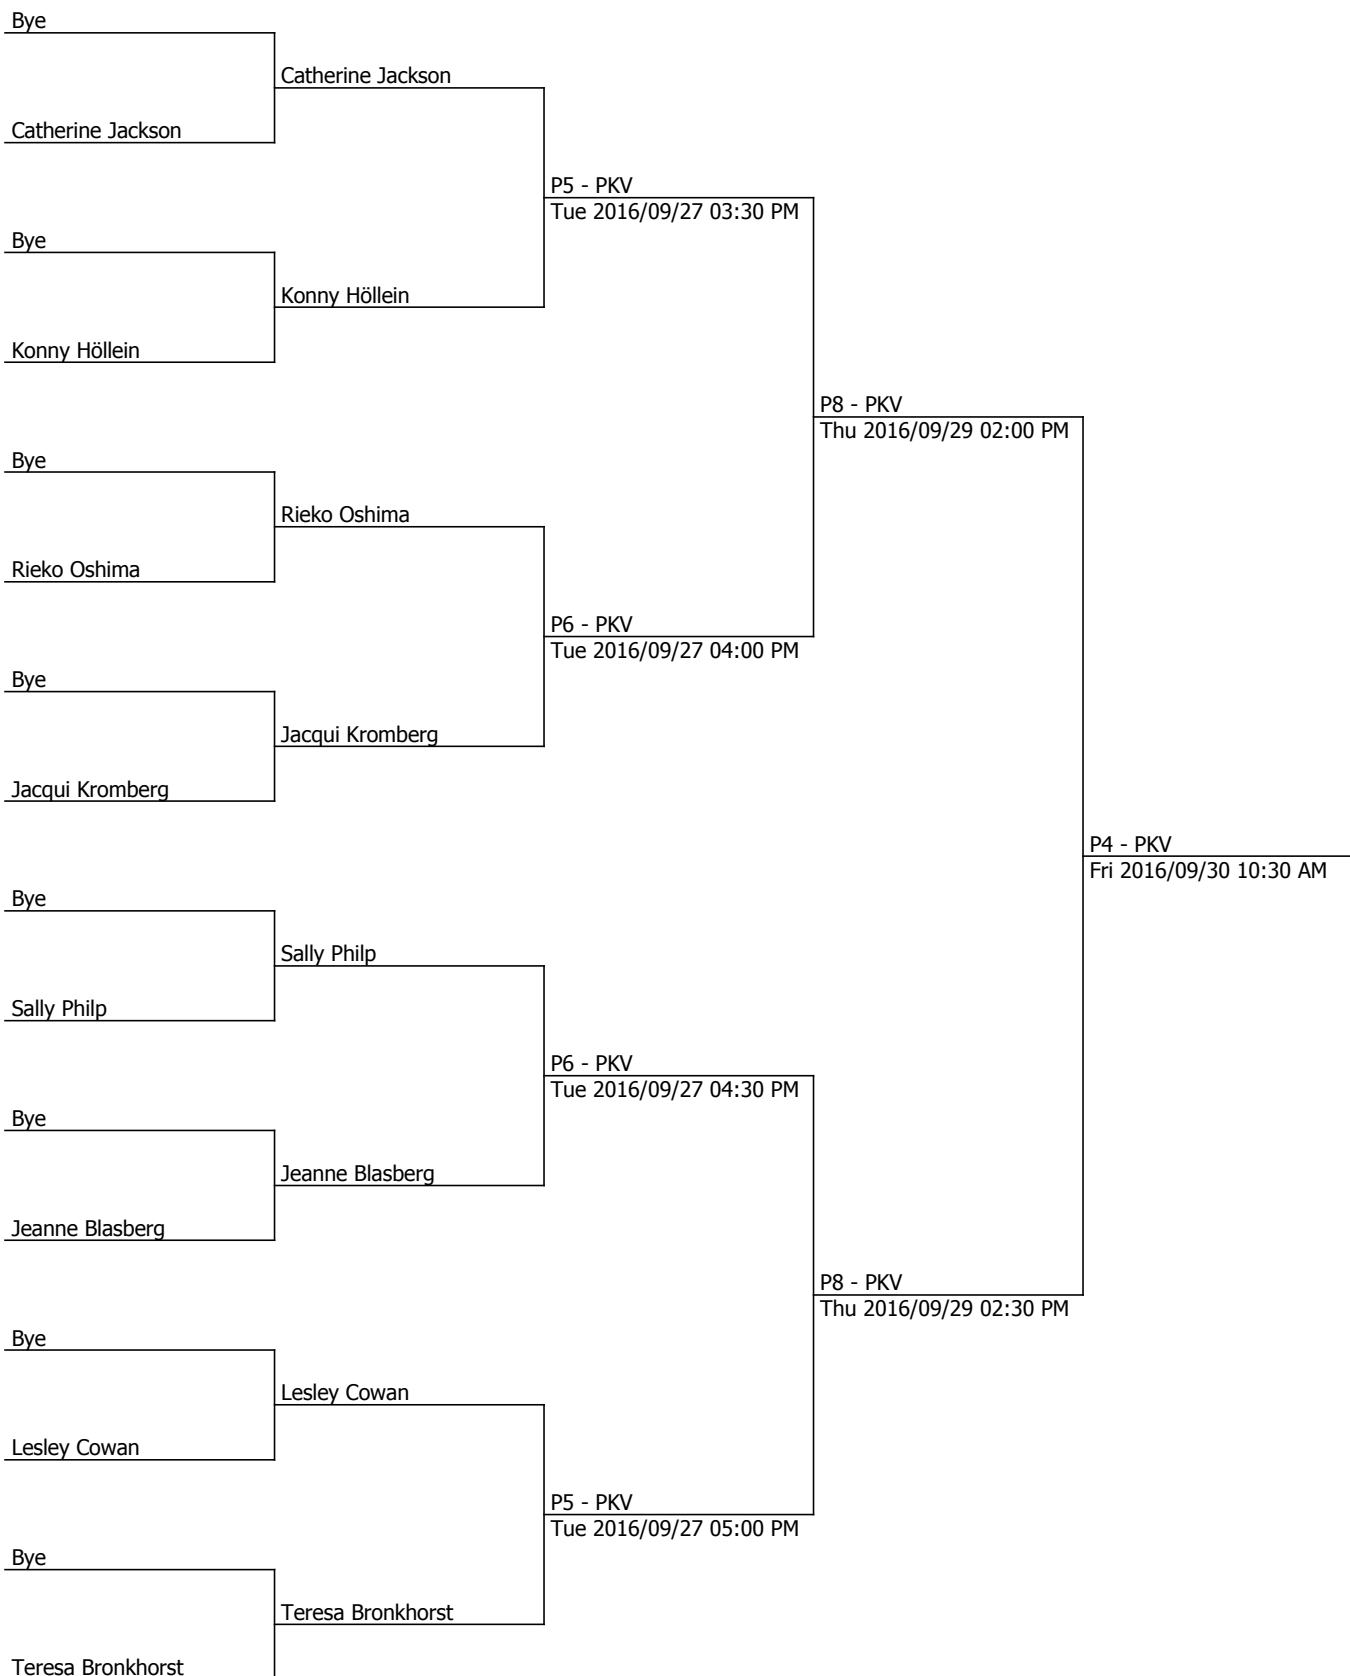 Bye
Catherine Jackson
Catherine Jackson
P5 - PKV
Tue 2016/09/27 03:30 PM
Bye
Konny Höllein
Konny Höllein
P8 - PKV
Thu 2016/09/29 02:00 PM
Bye
Rieko Oshima
Rieko Oshima
P6 - PKV
Tue 2016/09/27 04:00 PM
Bye
Jacqui Kromberg
Jacqui Kromberg
P4 - PKV
Fri 2016/09/30 10:30 AM
Bye
Sally Philp
Sally Philp
P6 - PKV
Tue 2016/09/27 04:30 PM
Bye
Jeanne Blasberg
Jeanne Blasberg
P8 - PKV
Thu 2016/09/29 02:30 PM
Bye
Lesley Cowan
Lesley Cowan
P5 - PKV
Tue 2016/09/27 05:00 PM
Bye
Teresa Bronkhorst
Teresa Bronkhorst